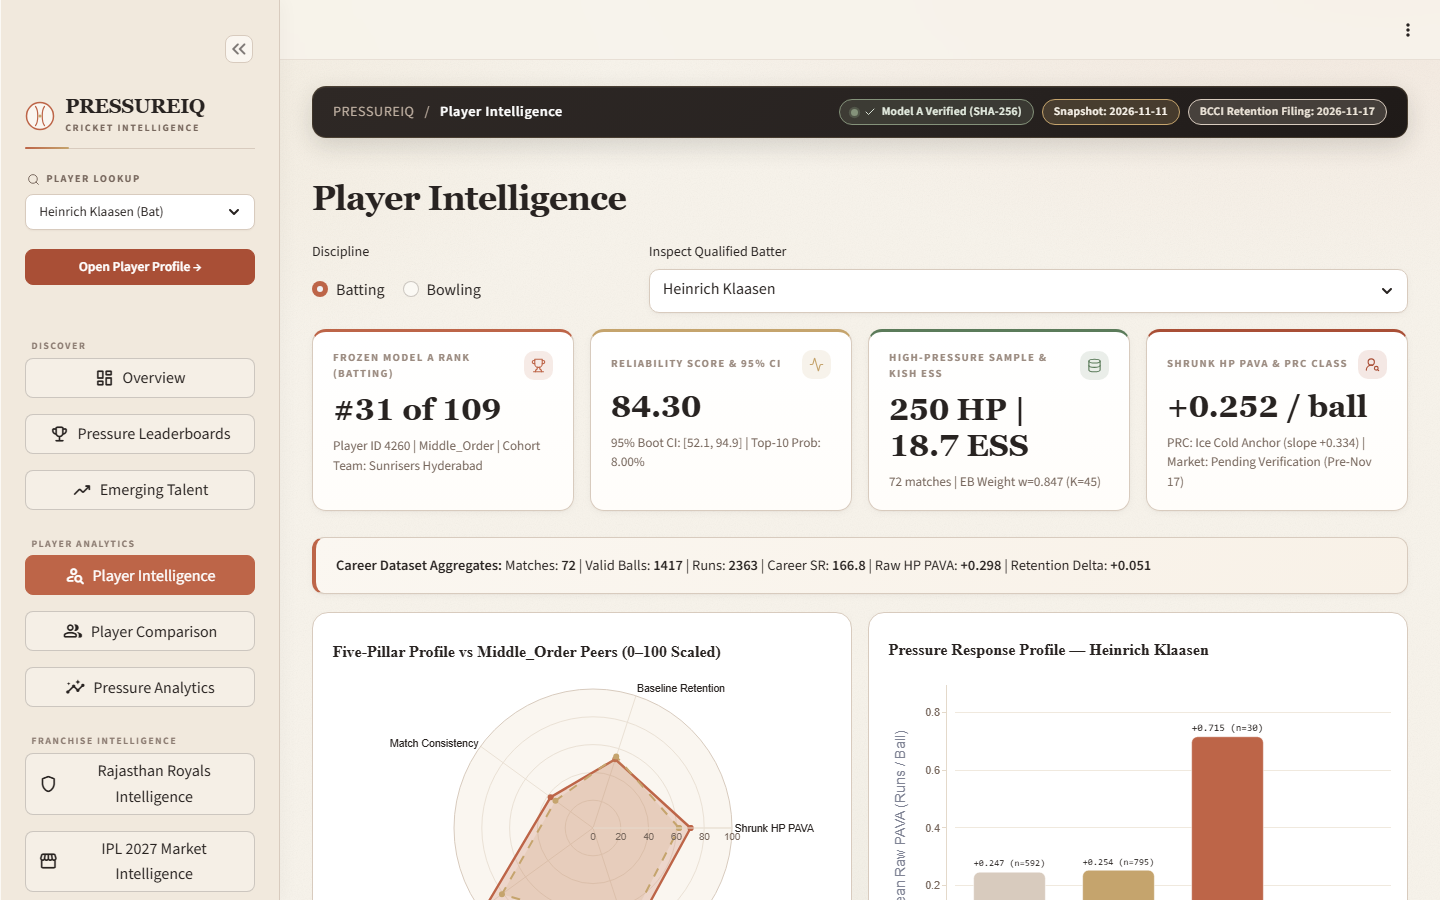 PRESSUREIQ
CRICKET INTELLIGENCE
PLAYER LOOKUP
Heinrich Klaasen (Bat)
Open Player Profile →
DISCOVER
Overview
Pressure Leaderboards
Emerging Talent
PLAYER ANALYTICS
Player Intelligence
Player Comparison
Pressure Analytics
FRANCHISE INTELLIGENCE
Rajasthan Royals
Intelligence
IPL 2027 Market
Intelligence
PRESSUREIQ / Player Intelligence
✓ Model A Verified (SHA-256)
Snapshot: 2026-11-11
BCCI Retention Filing: 2026-11-17
Player Intelligence
Discipline
Batting
Bowling
Inspect Qualified Batter
Heinrich Klaasen
FROZEN MODEL A RANK
(BATTING)
#31 of 109
Player ID 4260 | Middle_Order | Cohort
Team: Sunrisers Hyderabad
RELIABILITY SCORE & 95% CI
84.30
95% Boot CI: [52.1, 94.9] | Top-10 Prob:
8.00%
HIGH-PRESSURE SAMPLE &
KISH ESS
250 HP |
18.7 ESS
72 matches | EB Weight w=0.847 (K=45)
SHRUNK HP PAVA & PRC CLASS
+0.252 / ball
PRC: Ice Cold Anchor (slope +0.334) |
Market: Pending Verification (Pre-Nov
17)
Career Dataset Aggregates: Matches: 72 | Valid Balls: 1417 | Runs: 2363 | Career SR: 166.8 | Raw HP PAVA: +0.298 | Retention Delta: +0.051
Five-Pillar Profile vs Middle_Order Peers (0–100 Scaled)
Baseline Retention
Match Consistency
Shrunk HP PAVA
0 20 40 60 80 100
Pressure Response Profile — Heinrich Klaasen
ean Raw PAVA (Runs / Ball)
0.8
0.6
0.4
0.2
+0.715 (n=30)
+0.247 (n=592)
+0.254 (n=795)